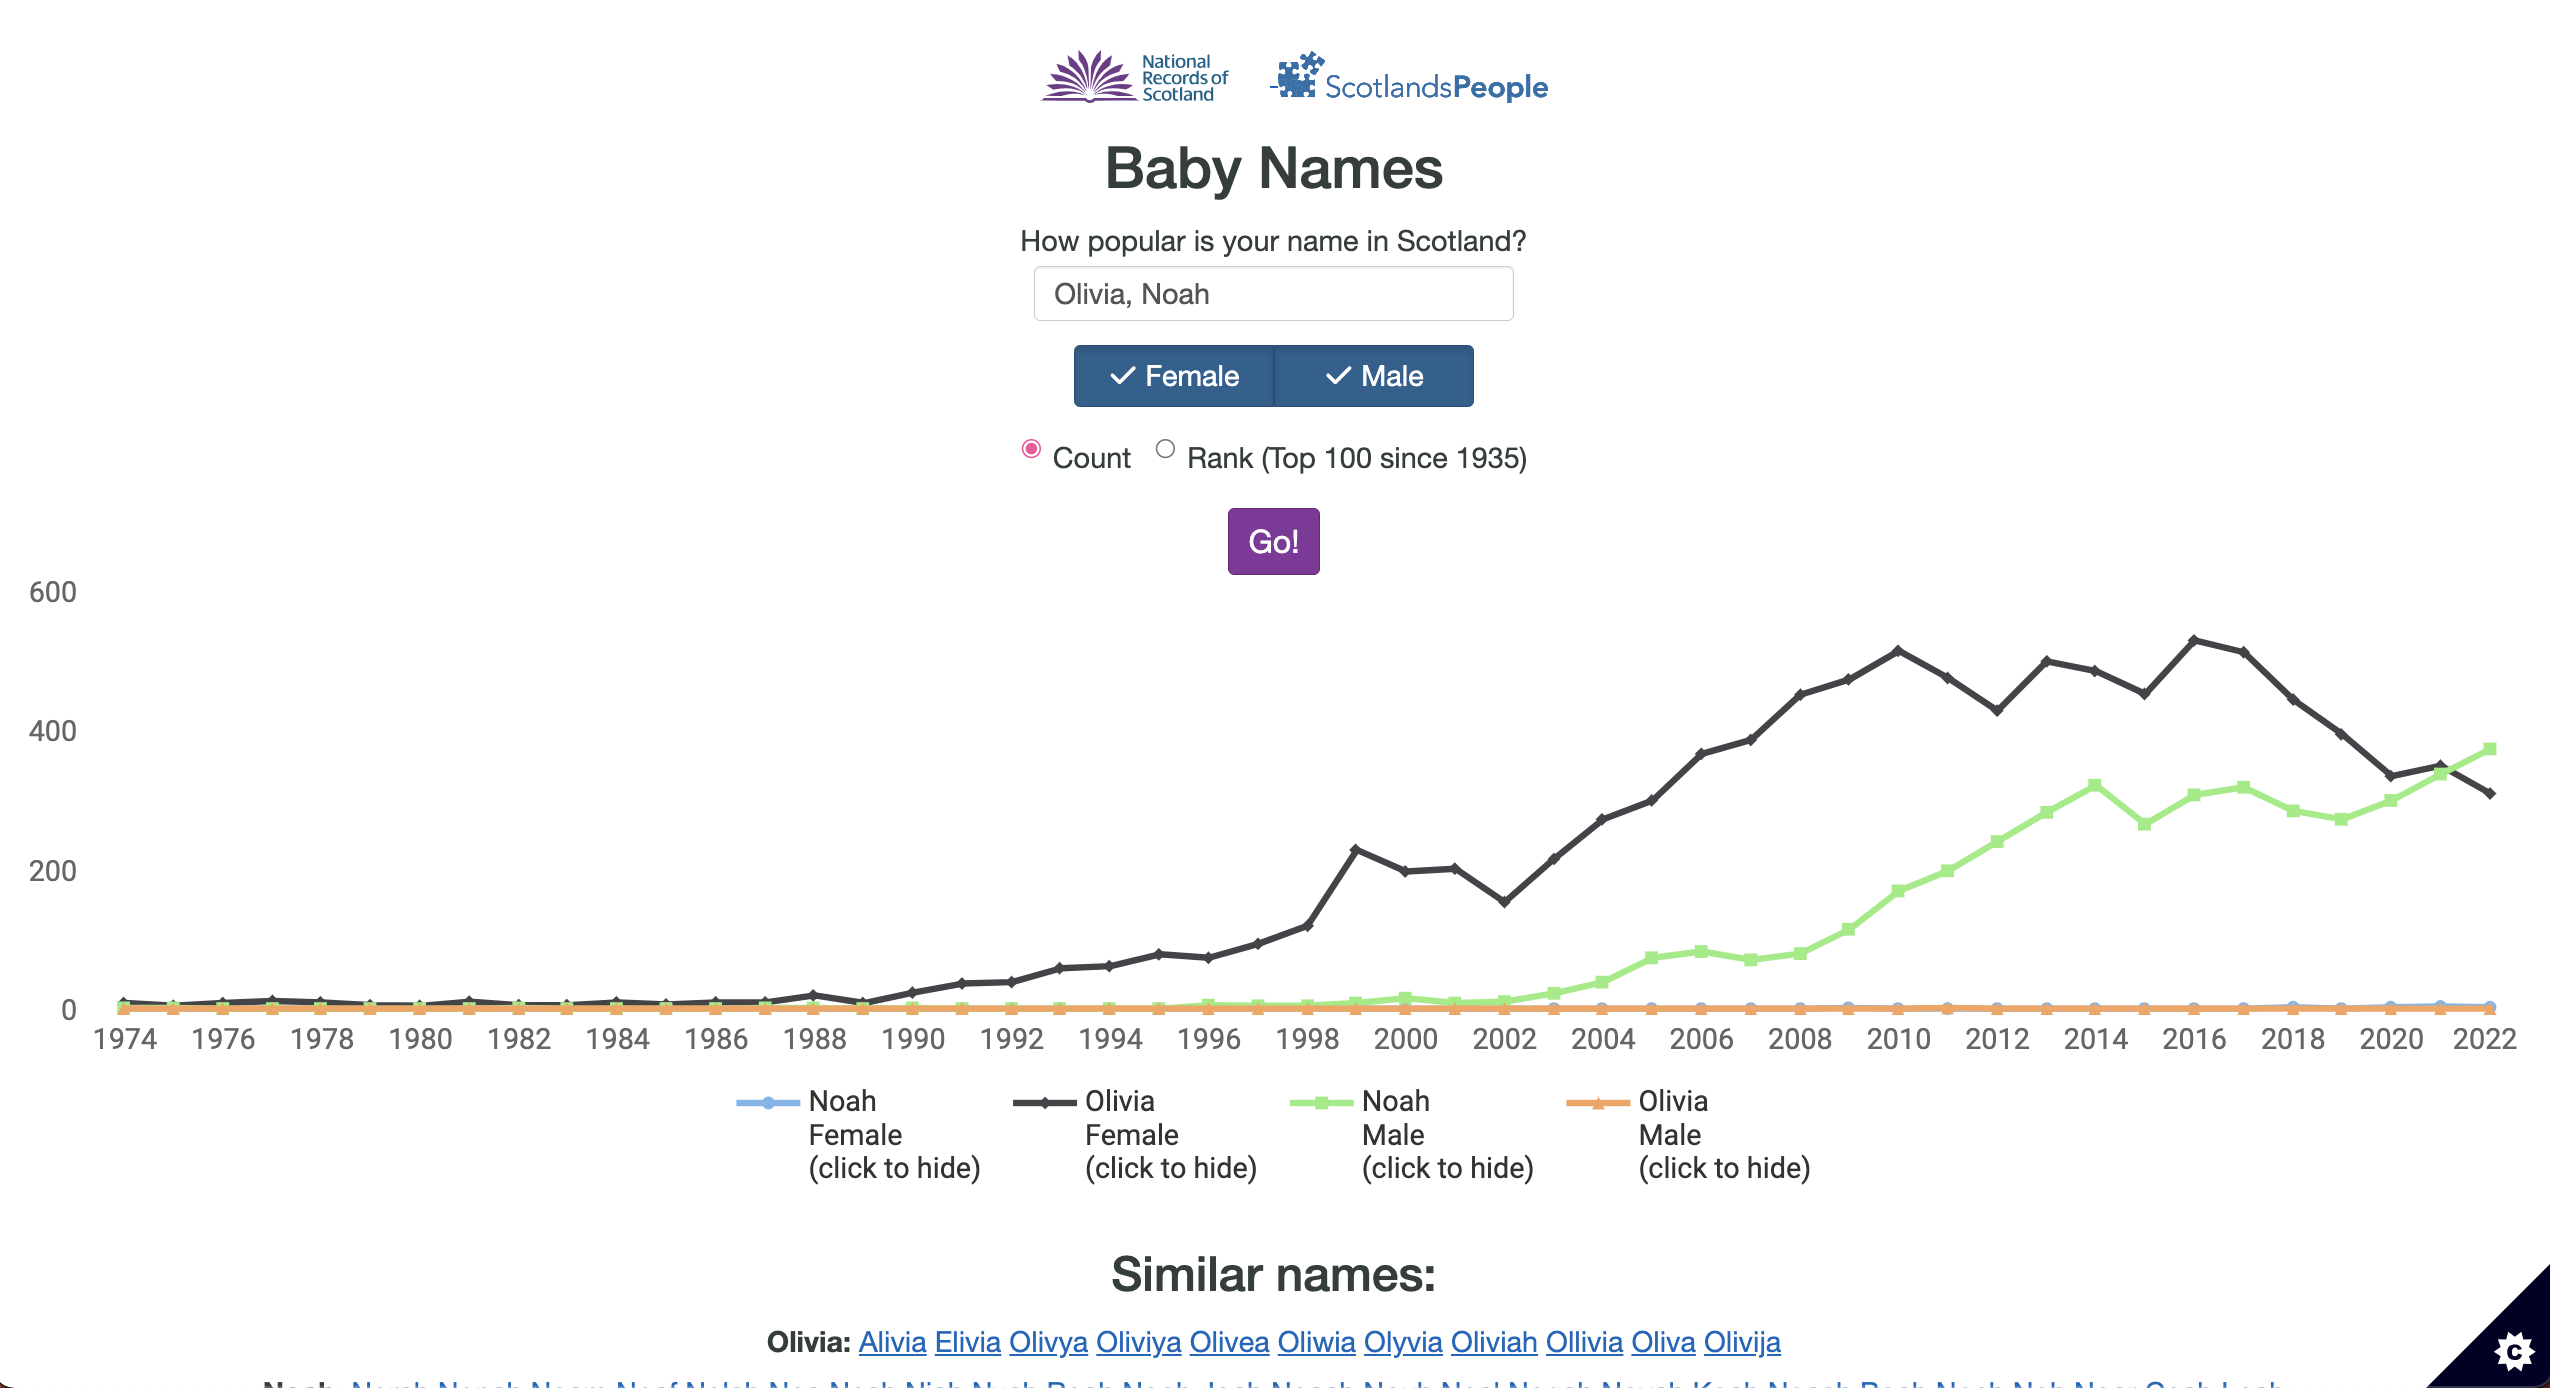 National
Records of
Scotland
ScotlandsPeople
Baby Names
How popular is your name in Scotland?
Olivia, Noah
Female Male
Count Rank (Top 100 since 1935)
Go!
600
400
200
0
1974 1976 1978 1980 1982 1984 1986 1988 1990 1992 1994 1996 1998 2000 2002 2004 2006 2008 2010 2012 2014 2016 2018 2020 2022
Noah Olivia Noah Olivia
Female Female Male Male
(click to hide) (click to hide) (click to hide) (click to hide)
Similar names:
Olivia: Alivia Elivia Olivya Oliviya Olivea Oliwia Olyvia Oliviah Ollivia Oliva Olivija
C